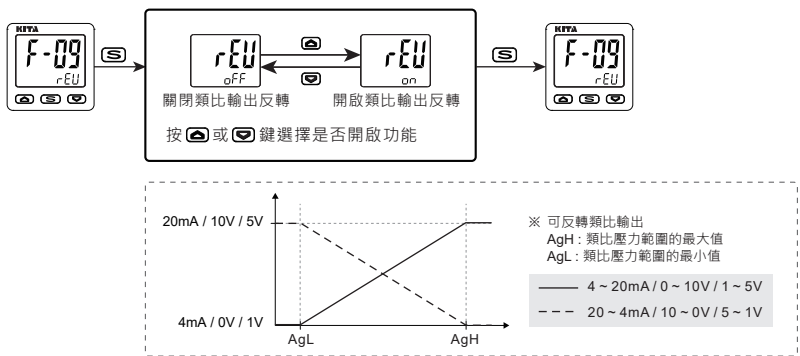 KITA
F-09
rEU
S
rEU
oFF
關閉類比輸出反轉
rEU
on
開啟類比輸出反轉
按 或 鍵選擇是否開啟功能
S
KITA
F-09
rEU
S
20mA / 10V / 5V
4mA / 0V / 1V
AgL
AgH
※ 可反轉類比輸出
AgH : 類比壓力範圍的最大值
AgL : 類比壓力範圍的最小值
4 ~ 20mA / 0 ~ 10V / 1 ~ 5V
20 ~ 4mA / 10 ~ 0V / 5 ~ 1V
S